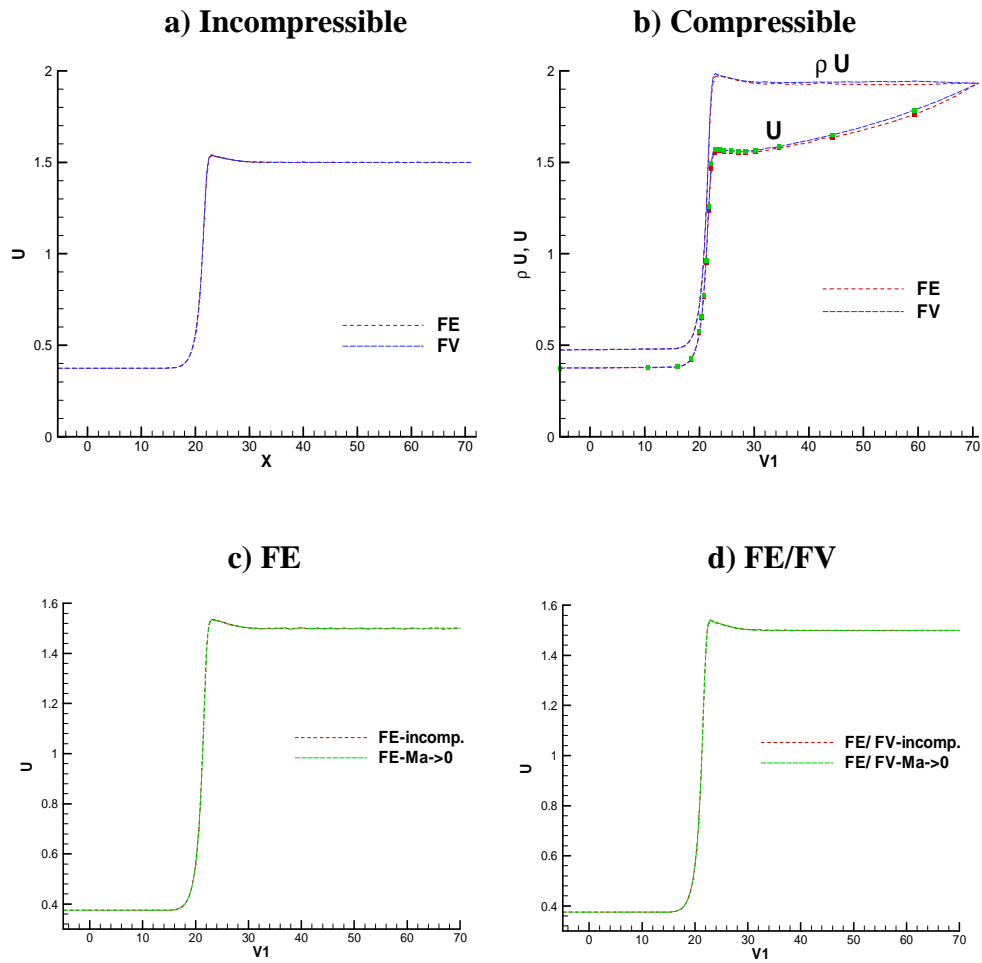 a) Incompressible
b) Compressible
2
1.5
1
0.5
0
U
0 10 20 30 40 50 60 70
X
FE
FV
2
1.5
1
0.5
0
ρ U, U
ρ U
U
0 10 20 30 40 50 60 70
V1
FE
FV
c) FE
d) FE/FV
1.6
1.4
1.2
1
0.8
0.6
0.4
U
0 10 20 30 40 50 60 70
V1
FE-incomp.
FE-Ma->0
1.6
1.4
1.2
1
0.8
0.6
0.4
U
0 10 20 30 40 50 60 70
V1
FE/ FV-incomp.
FE/ FV-Ma->0